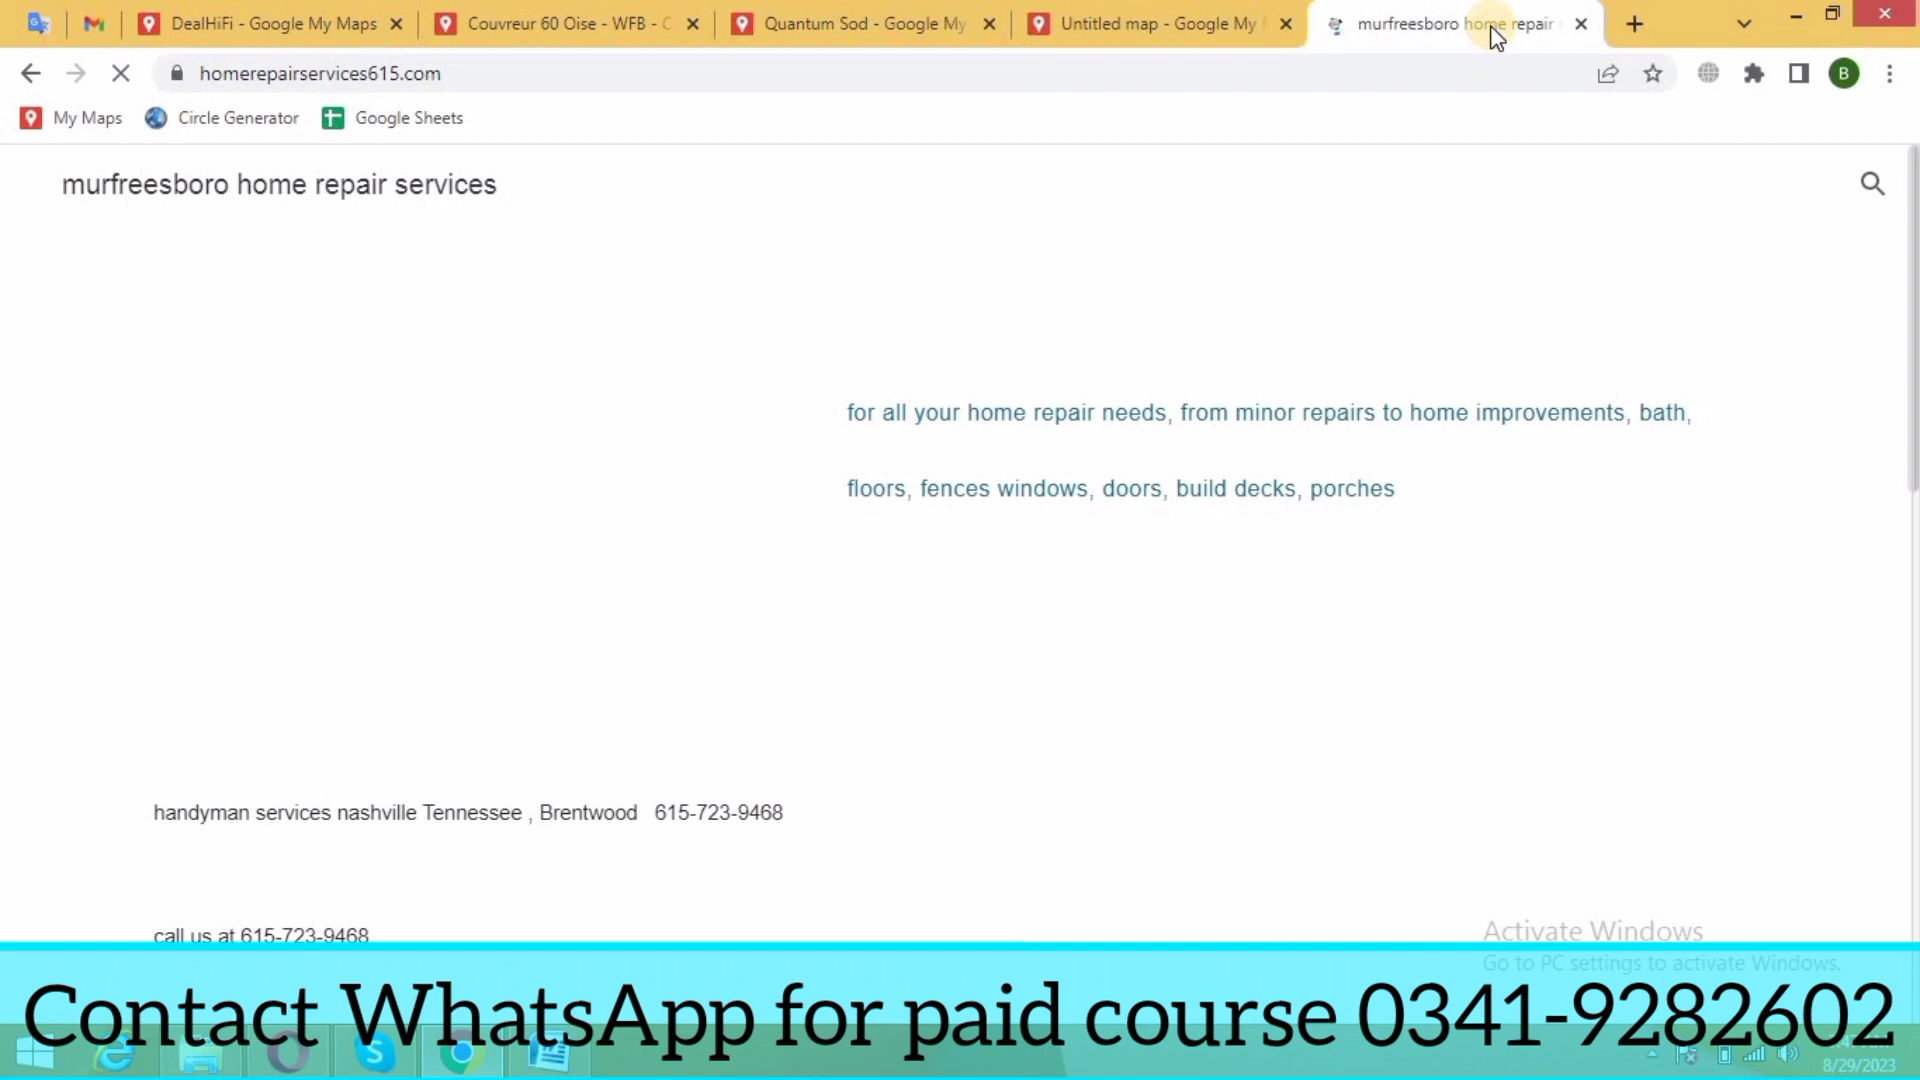 DealHiFi - Google My Maps
Couvreur 60 Oise - WFB - C
Quantum Sod - Google My
Untitled map - Google My
murfreesboro home repair
homerepairservices615.com
B
My Maps
Circle Generator
Google Sheets
murfreesboro home repair services
for all your home repair needs, from minor repairs to home improvements, bath,
floors, fences windows, doors, build decks, porches
handyman services nashville Tennessee , Brentwood 615-723-9468
call us at 615-723-9468
Activate Windows
Go to PC settings to activate Windows.
Contact WhatsApp for paid course 0341-9282602
8/29/2023